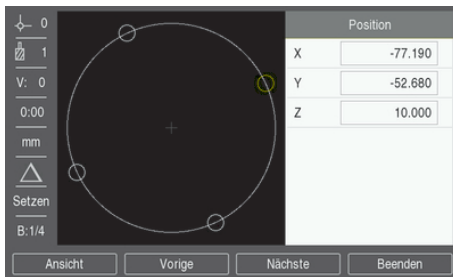 0
1
V: 0
0:00
mm
Setzen
B:1/4
Position
X -77.190
Y -52.680
Z 10.000
Ansicht Vorige Nächste Beenden